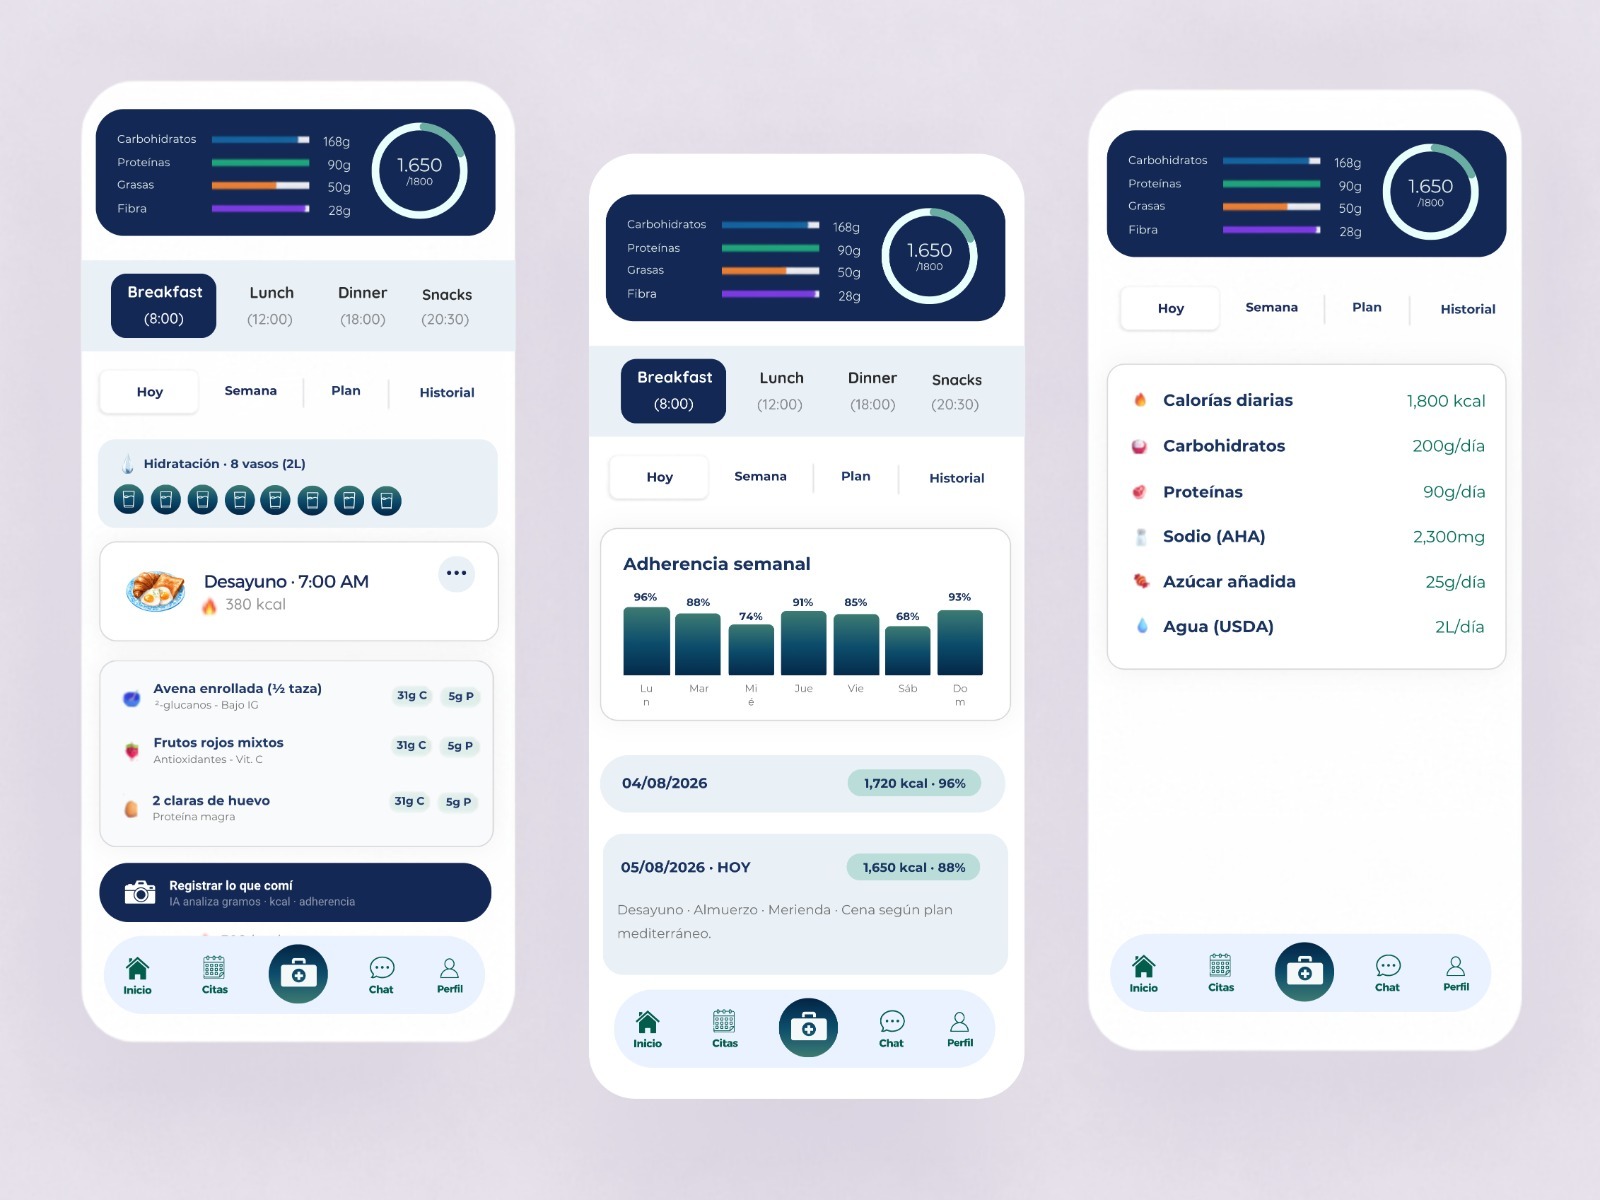 Carbohidratos 168g
Proteínas 90g
Grasas 50g
Fibra 28g
1.650
/1800
Breakfast Lunch Dinner Snacks
(8:00) (12:00) (18:00) (20:30)
Hoy Semana Plan Historial
Hidratación · 8 vasos (2L)
Desayuno · 7:00 AM
380 kcal
Avena enrollada (½ taza) 31g C 5g P
²-glucanos - Bajo IG
Frutos rojos mixtos 31g C 5g P
Antioxidantes - Vit. C
2 claras de huevo 31g C 5g P
Proteína magra
Registrar lo que comí
IA analiza gramos · kcal · adherencia
Inicio Citas Chat Perfil
Carbohidratos 168g
Proteínas 90g
Grasas 50g
Fibra 28g
1.650
/1800
Breakfast Lunch Dinner Snacks
(8:00) (12:00) (18:00) (20:30)
Hoy Semana Plan Historial
Adherencia semanal
96% 88% 74% 91% 85% 68% 93%
Lu Mar Mi Jue Vie Sáb Do
n é m
04/08/2026 1,720 kcal · 96%
05/08/2026 · HOY 1,650 kcal · 88%
Desayuno · Almuerzo · Merienda · Cena según plan
mediterráneo.
Inicio Citas Chat Perfil
Carbohidratos 168g
Proteínas 90g
Grasas 50g
Fibra 28g
1.650
/1800
Hoy Semana Plan Historial
Calorías diarias 1,800 kcal
Carbohidratos 200g/día
Proteínas 90g/día
Sodio (AHA) 2,300mg
Azúcar añadida 25g/día
Agua (USDA) 2L/día
Inicio Citas Chat Perfil